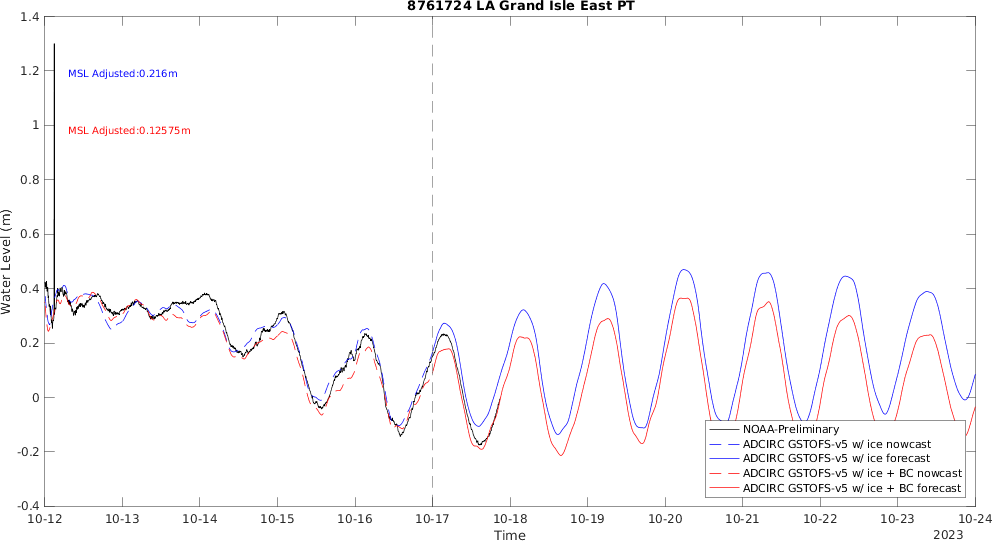 8761724 LA Grand Isle East PT
1.4
1.2
1
0.8
0.6
0.4
0.2
0
-0.2
-0.4
Water Level (m)
MSL Adjusted:0.216m
MSL Adjusted:0.12575m
NOAA-Preliminary
ADCIRC GSTOFS-v5 w/ ice nowcast
ADCIRC GSTOFS-v5 w/ ice forecast
ADCIRC GSTOFS-v5 w/ ice + BC nowcast
ADCIRC GSTOFS-v5 w/ ice + BC forecast
10-12 10-13 10-14 10-15 10-16 10-17 10-18 10-19 10-20 10-21 10-22 10-23 10-24
Time
2023